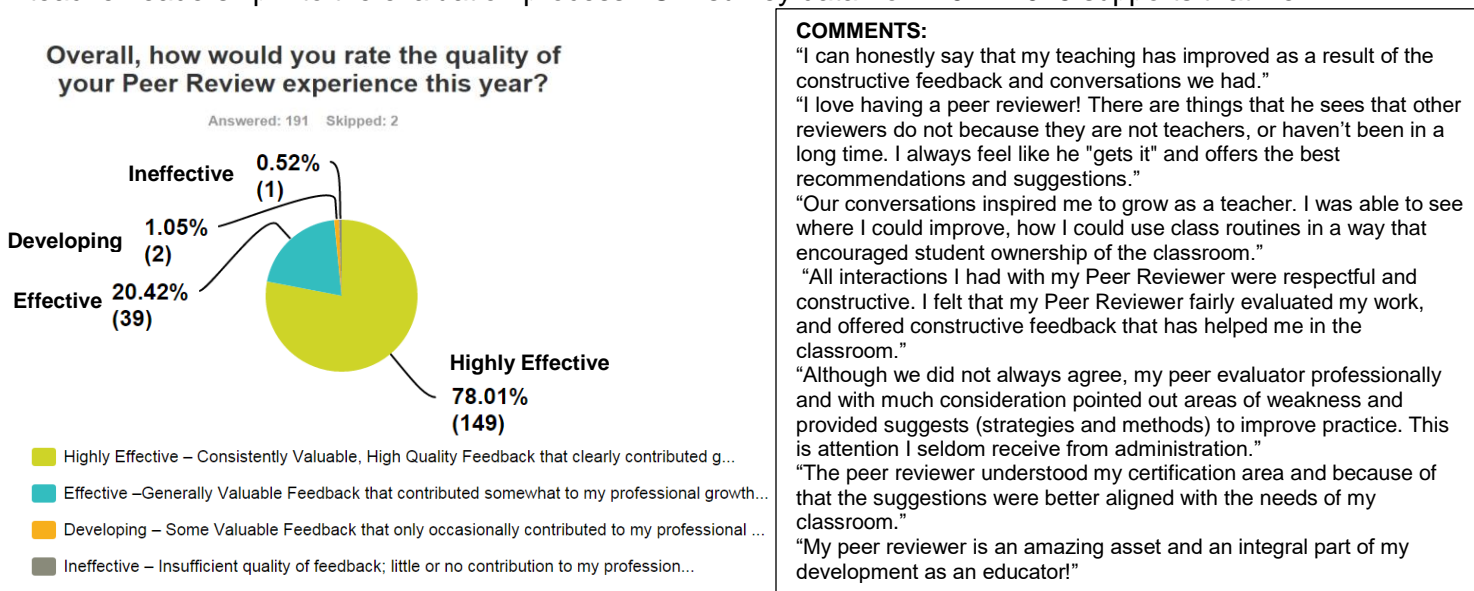 Overall, how would you rate the quality of
your Peer Review experience this year?
Answered: 191 Skipped: 2
Ineffective 0.52%
(1)
Developing 1.05%
(2)
Effective 20.42%
(39)
Highly Effective
78.01%
(149)
Highly Effective – Consistently Valuable, High Quality Feedback that clearly contributed g...
Effective –Generally Valuable Feedback that contributed somewhat to my professional growth...
Developing – Some Valuable Feedback that only occasionally contributed to my professional ...
Ineffective – Insufficient quality of feedback; little or no contribution to my profession...
COMMENTS:
“I can honestly say that my teaching has improved as a result of the
constructive feedback and conversations we had.”
“I love having a peer reviewer! There are things that he sees that other
reviewers do not because they are not teachers, or haven’t been in a
long time. I always feel like he "gets it" and offers the best
recommendations and suggestions.”
“Our conversations inspired me to grow as a teacher. I was able to see
where I could improve, how I could use class routines in a way that
encouraged student ownership of the classroom.”
“All interactions I had with my Peer Reviewer were respectful and
constructive. I felt that my Peer Reviewer fairly evaluated my work,
and offered constructive feedback that has helped me in the
classroom.”
“Although we did not always agree, my peer evaluator professionally
and with much consideration pointed out areas of weakness and
provided suggests (strategies and methods) to improve practice. This
is attention I seldom receive from administration.”
“The peer reviewer understood my certification area and because of
that the suggestions were better aligned with the needs of my
classroom.”
“My peer reviewer is an amazing asset and an integral part of my
development as an educator!”